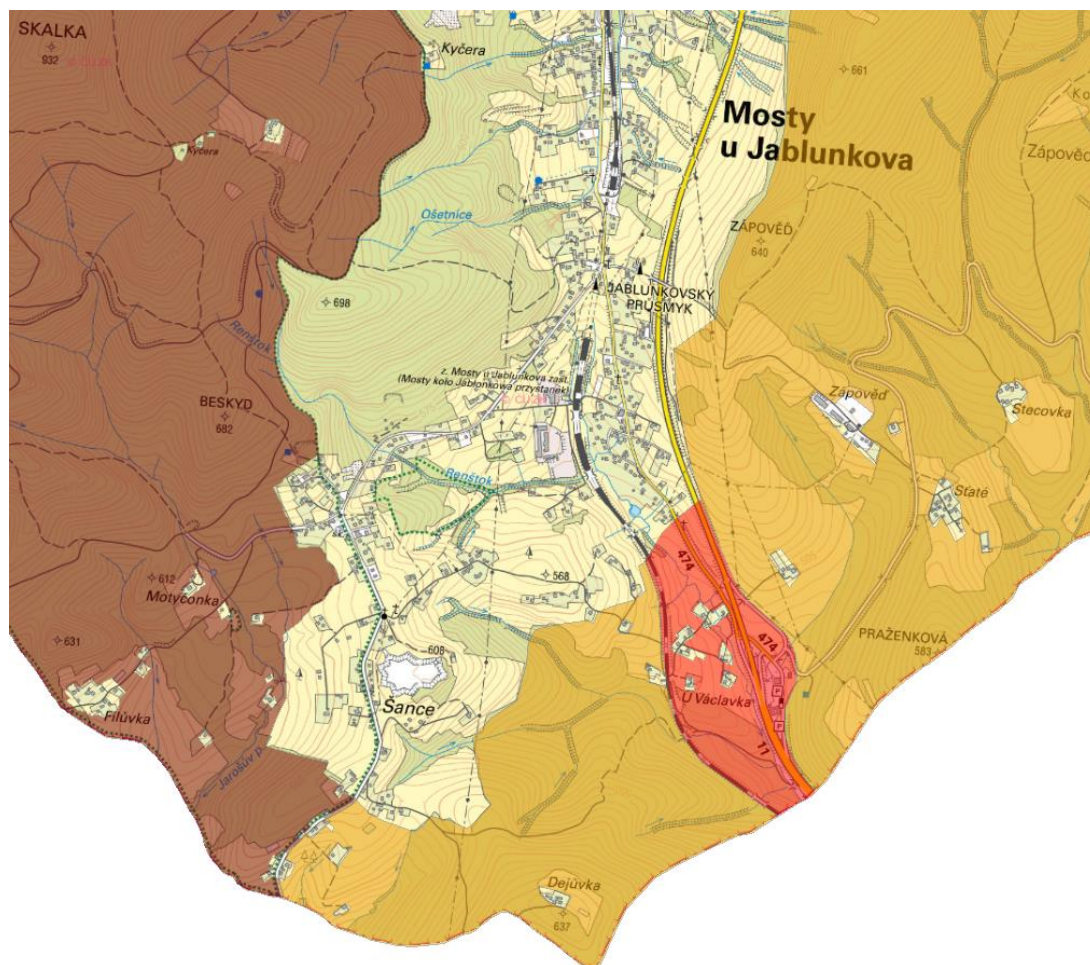 SKALKA
932
Kyčera
661
Mosty
u Jablunkova
Zápověd
Kyčera
Ošetnice
ZÁPOVĚĎ
640
698
JABLUNKOVSKÝ
PRŮSMYK
Renštok
z. Mosty u Jablunkova zast.
(Mosty koło Jabłonkowa przystanek)
BESKYD
682
Zápověď
Stecovka
Renštok
Sťaté
474
612
568
Motyčonka
631
PRAŽENKOVÁ
583
474
608
Filůvka
Šance
U Václavka
11
Jarošův p.
Dejůvka
637